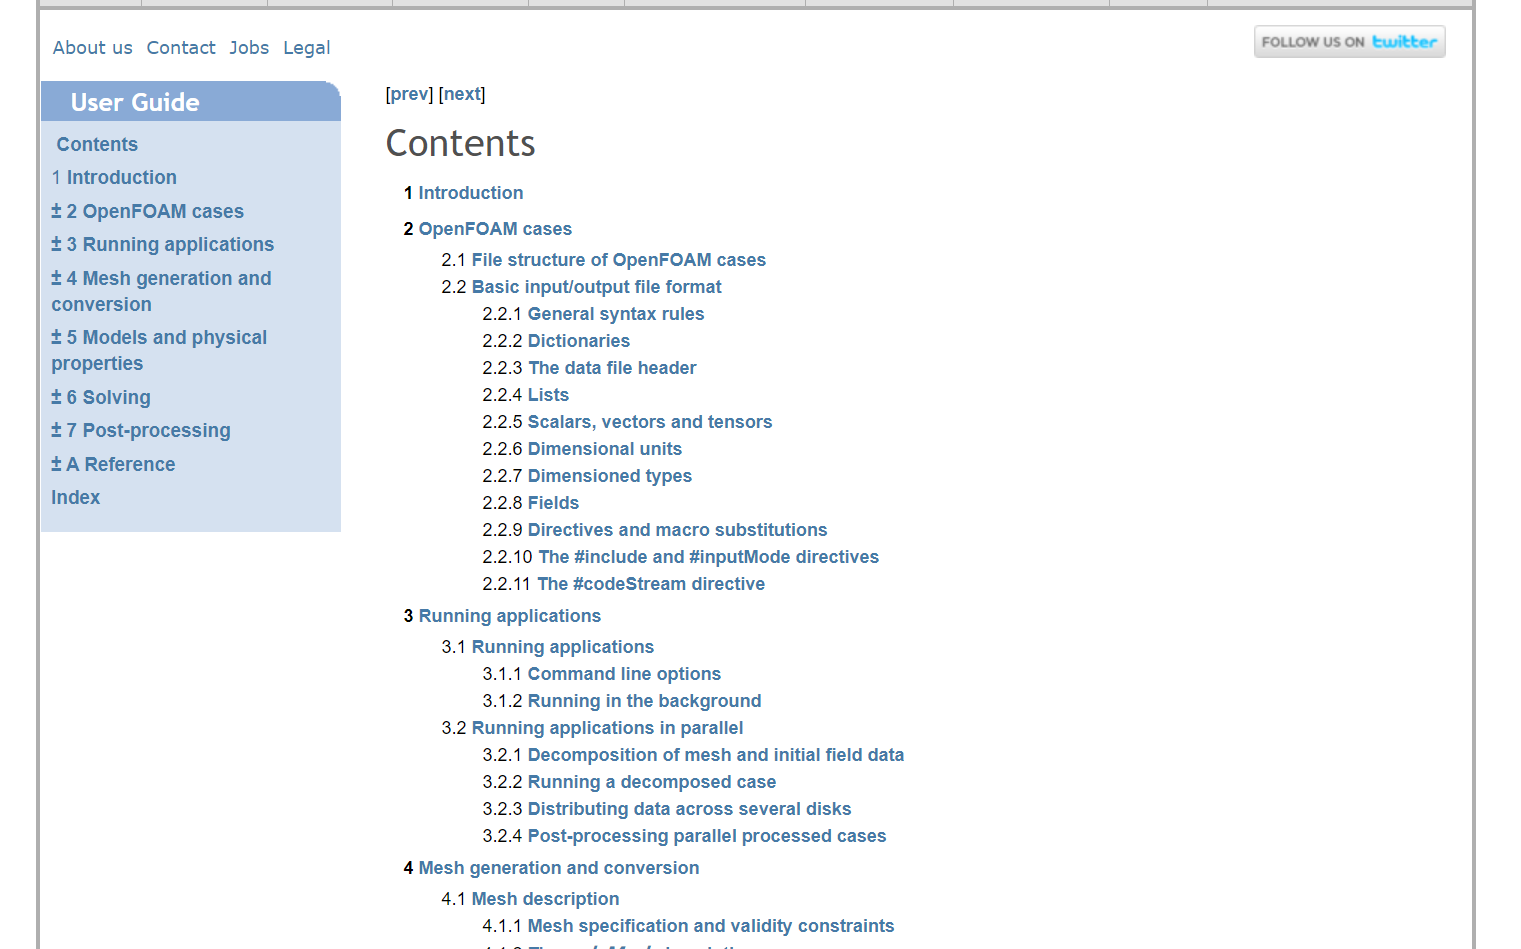 About us Contact Jobs Legal
FOLLOW US ON twitter
User Guide
Contents
1 Introduction
± 2 OpenFOAM cases
± 3 Running applications
± 4 Mesh generation and
conversion
± 5 Models and physical
properties
± 6 Solving
± 7 Post-processing
± A Reference
Index
[prev] [next]
Contents
1 Introduction
2 OpenFOAM cases
2.1 File structure of OpenFOAM cases
2.2 Basic input/output file format
2.2.1 General syntax rules
2.2.2 Dictionaries
2.2.3 The data file header
2.2.4 Lists
2.2.5 Scalars, vectors and tensors
2.2.6 Dimensional units
2.2.7 Dimensioned types
2.2.8 Fields
2.2.9 Directives and macro substitutions
2.2.10 The #include and #inputMode directives
2.2.11 The #codeStream directive
3 Running applications
3.1 Running applications
3.1.1 Command line options
3.1.2 Running in the background
3.2 Running applications in parallel
3.2.1 Decomposition of mesh and initial field data
3.2.2 Running a decomposed case
3.2.3 Distributing data across several disks
3.2.4 Post-processing parallel processed cases
4 Mesh generation and conversion
4.1 Mesh description
4.1.1 Mesh specification and validity constraints